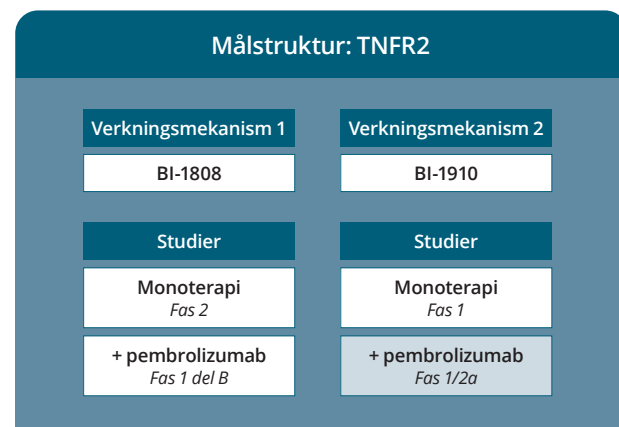 Målstruktur: TNFR2
Verkningsmekanism 1
BI-1808
Studier
Monoterapi
Fas 2
+ pembrolizumab
Fas 1 del B
Verkningsmekanism 2
BI-1910
Studier
Monoterapi
Fas 1
+ pembrolizumab
Fas 1/2a